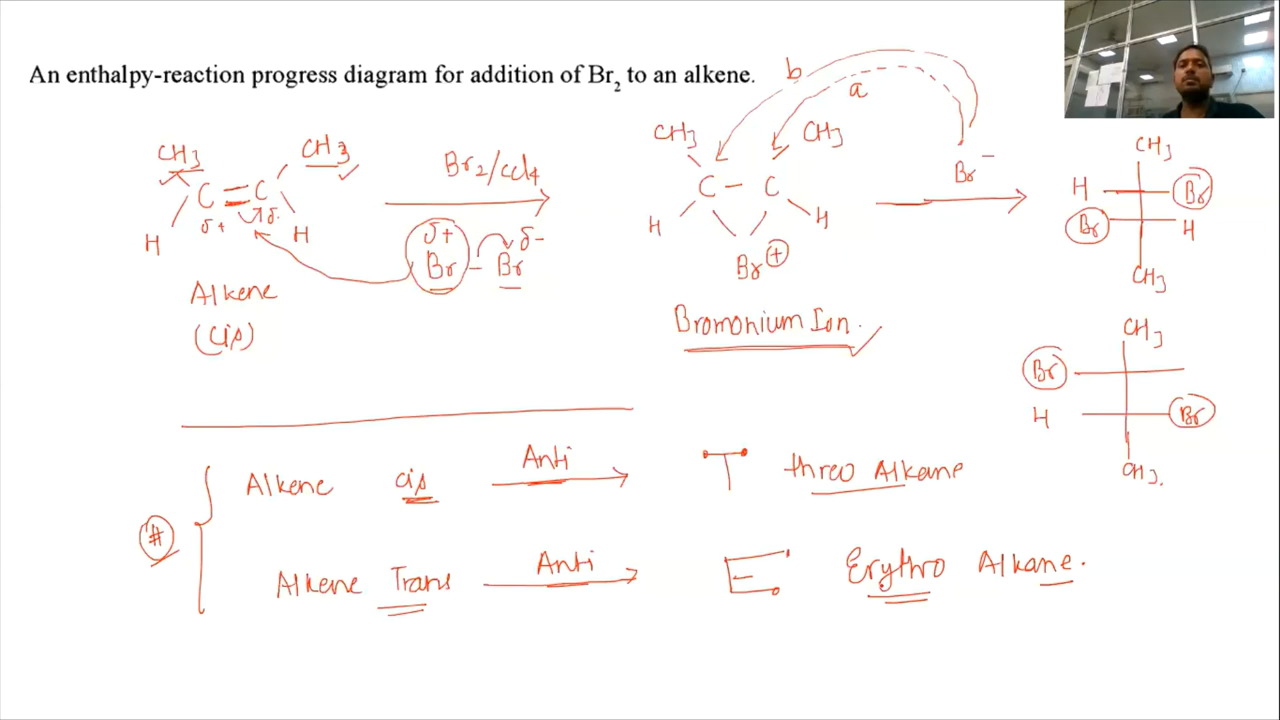 An enthalpy-reaction progress diagram for addition of Br₂ to an alkene.
b
a
CH3 CH3
C = C
δ+ δ-
H H
Alkene
(cis)
Br2/CCl4
δ+ δ-
Br - Br
CH3 CH3
C - C
H H
Br⊕
Br⁻
Bromonium Ion.
CH3
H Br
Br H
CH3
CH3
Br
H Br
CH3.
# Alkene cis Anti T threo Alkane
Alkene Trans Anti E Erythro Alkane.